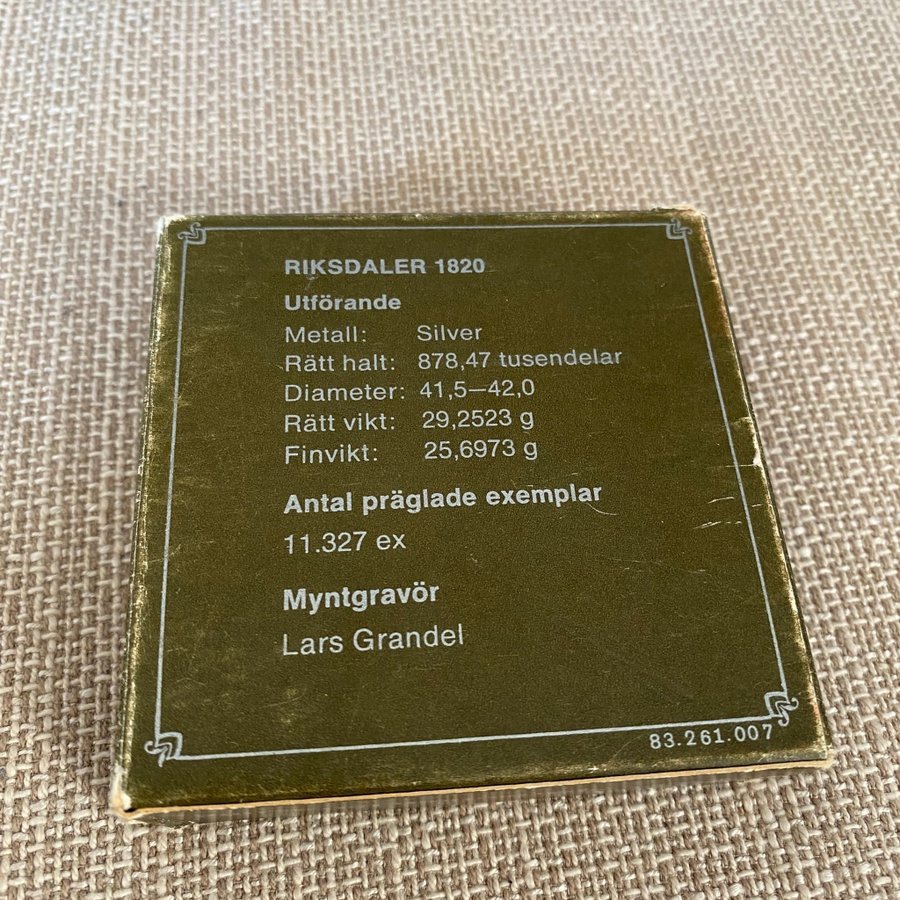 RIKSDALER 1820
Utförande
Metall: Silver
Rätt halt: 878,47 tusendelar
Diameter: 41,5–42,0
Rätt vikt: 29,2523 g
Finvikt: 25,6973 g
Antal präglade exemplar
11.327 ex
Myntgravör
Lars Grandel
83.261.007